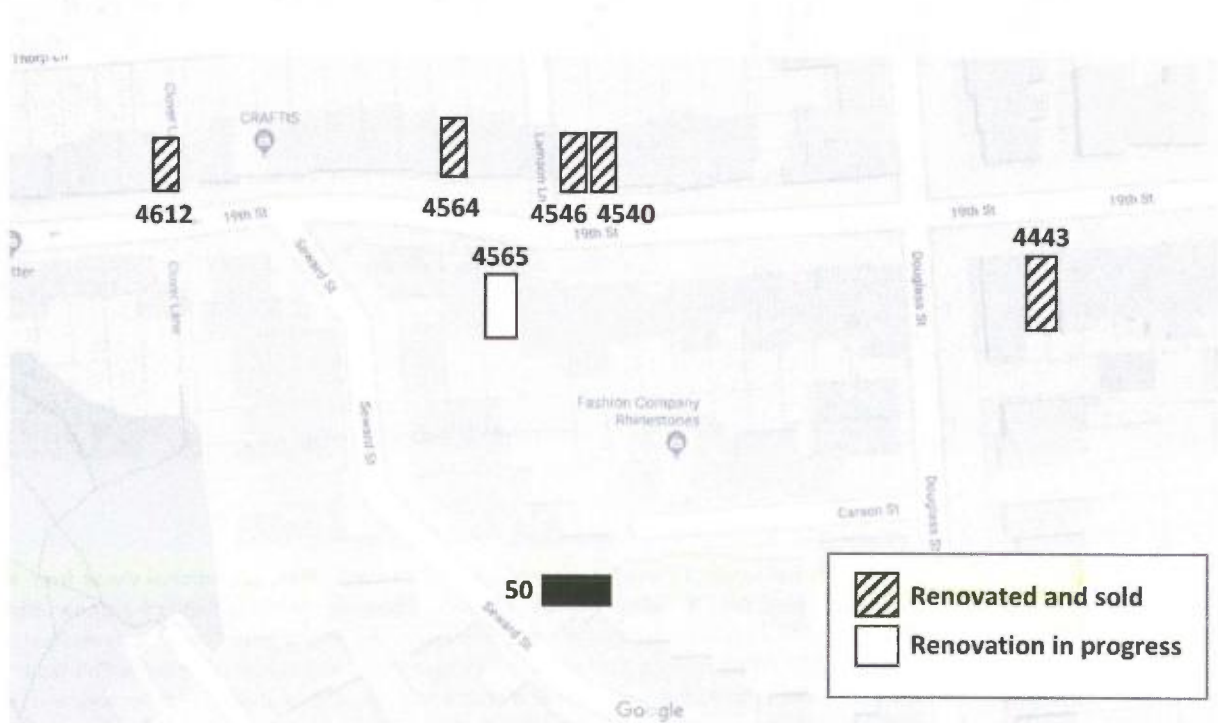 CRAFTIS
Clover Ln
Lamson Ln
4612
19th St
4564
4546
4540
19th St
19th St
19th St
4443
4565
Seward St
Clover Lane
Douglass St
Seward St
Fashion Company
Rhinestones
Carson St
Douglass St
50
Seward St
Renovated and sold
Renovation in progress
Google